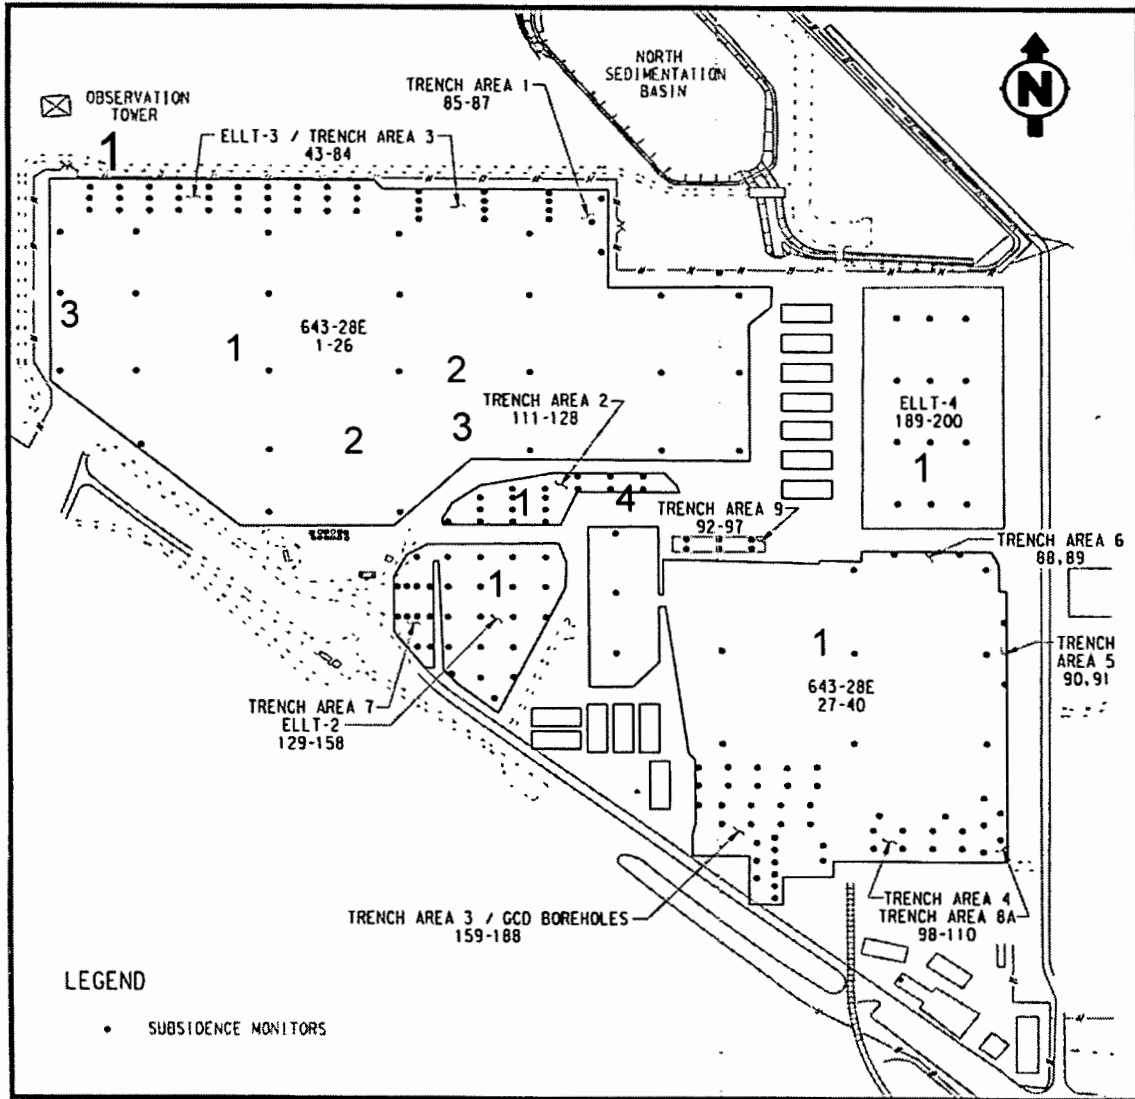 NORTH
SEDIMENTATION
BASIN
N
OBSERVATION
TOWER
TRENCH AREA 1
85-87
1
ELLT-3 / TRENCH AREA 3
43-84
3
643-28E
1-26
1
2
TRENCH AREA 2
111-128
2
3
ELLT-4
189-200
1
1
4
TRENCH AREA 9
92-97
TRENCH AREA 6
88,89
1
1
TRENCH
AREA 5
90,91
643-28E
27-40
TRENCH AREA 7
ELLT-2
129-158
TRENCH AREA 3 / GCD BOREHOLES
159-188
TRENCH AREA 4
TRENCH AREA 8A
98-110
LEGEND
SUBSIDENCE MONITORS